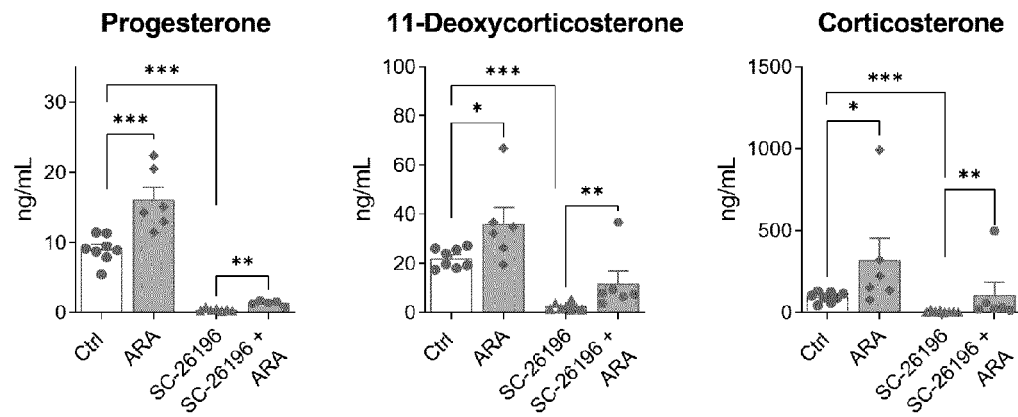 Progesterone
ng/mL
30
20
10
0
***
***
**
Ctrl
ARA
SC-26196
SC-26196 +
ARA
11-Deoxycorticosterone
ng/mL
100
80
60
40
20
0
***
*
**
Ctrl
ARA
SC-26196
SC-26196 +
ARA
Corticosterone
ng/mL
1500
1000
500
0
***
*
**
Ctrl
ARA
SC-26196
SC-26196 +
ARA